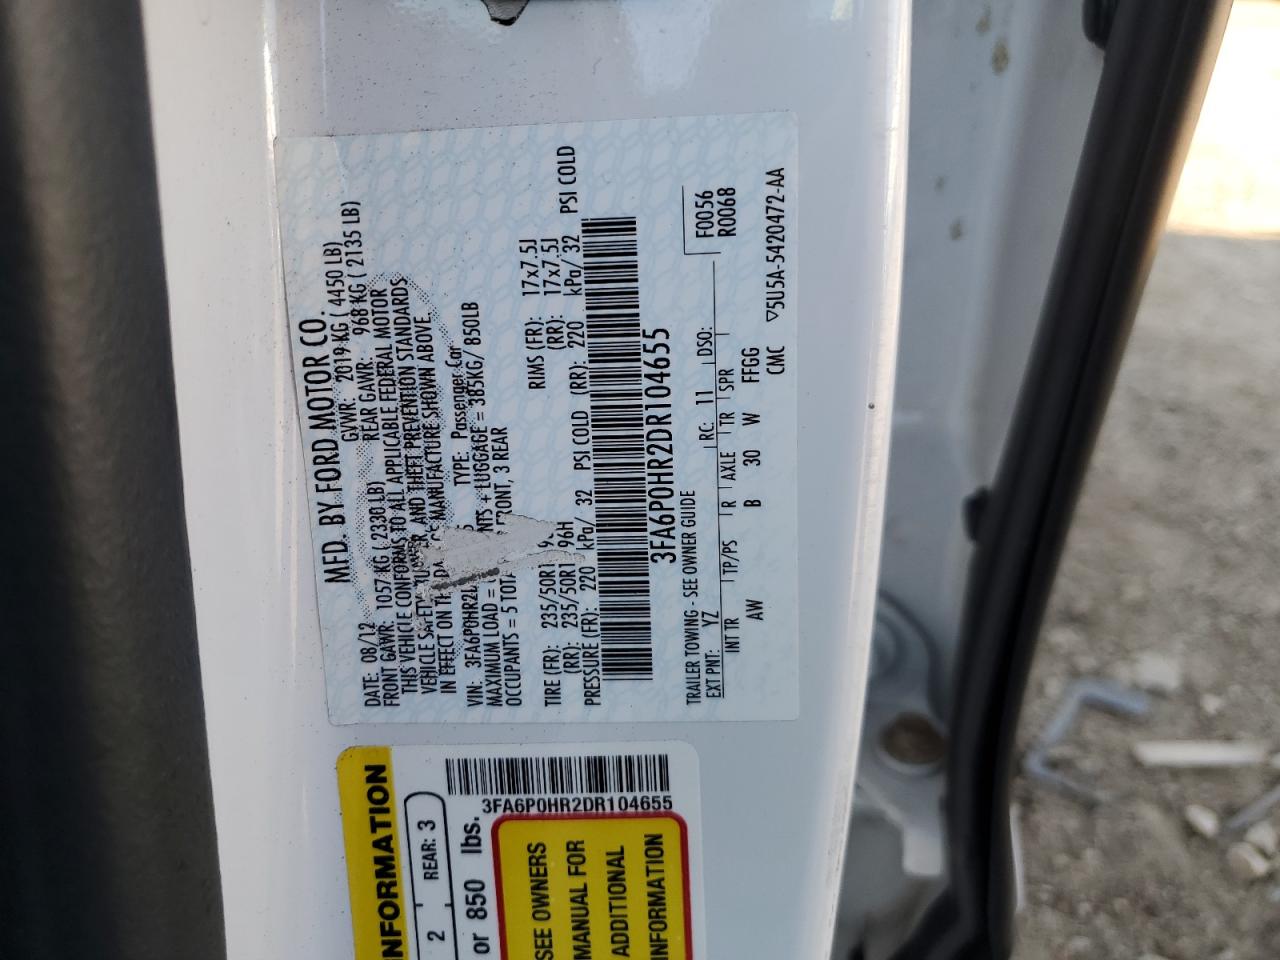 MFD. BY FORD MOTOR CO.
DATE: 08/12 GVWR: 2019 KG ( 4450 LB)
FRONT GAWR: 1057 KG ( 2330 LB) REAR GAWR: 968 KG ( 2135 LB)
THIS VEHICLE CONFORMS TO ALL APPLICABLE FEDERAL MOTOR
VEHICLE SAFETY AND THEFT PREVENTION STANDARDS
IN EFFECT ON MANUFACTURE SHOWN ABOVE.
VIN: TYPE: Passenger Car
MAXIMUM LOAD = + LUGGAGE = 385KG/ 850LB
OCCUPANTS = 5 FRONT, 3 REAR
TIRE (FR): RIMS (FR): 17x7.5J
(RR): 96H (RR): 17x7.5J
PRESSURE (FR): 220 kPa/ 32 PSI COLD (RR): 220 kPa/ 32 PSI COLD
3FA6P0HR2DR104655
TRAILER TOWING - SEE OWNER GUIDE
EXT PNT: YZ RC: 11 DSO: F0056
R0068
INT TR TP/PS R AXLE TR SPR
AW B 30 W FFGG
CMC ▽5U5A-5420472-AA
INFORMATION
2 REAR: 3
or 850 lbs.
3FA6P0HR2DR104655
SEE OWNERS
MANUAL FOR
ADDITIONAL
INFORMATION